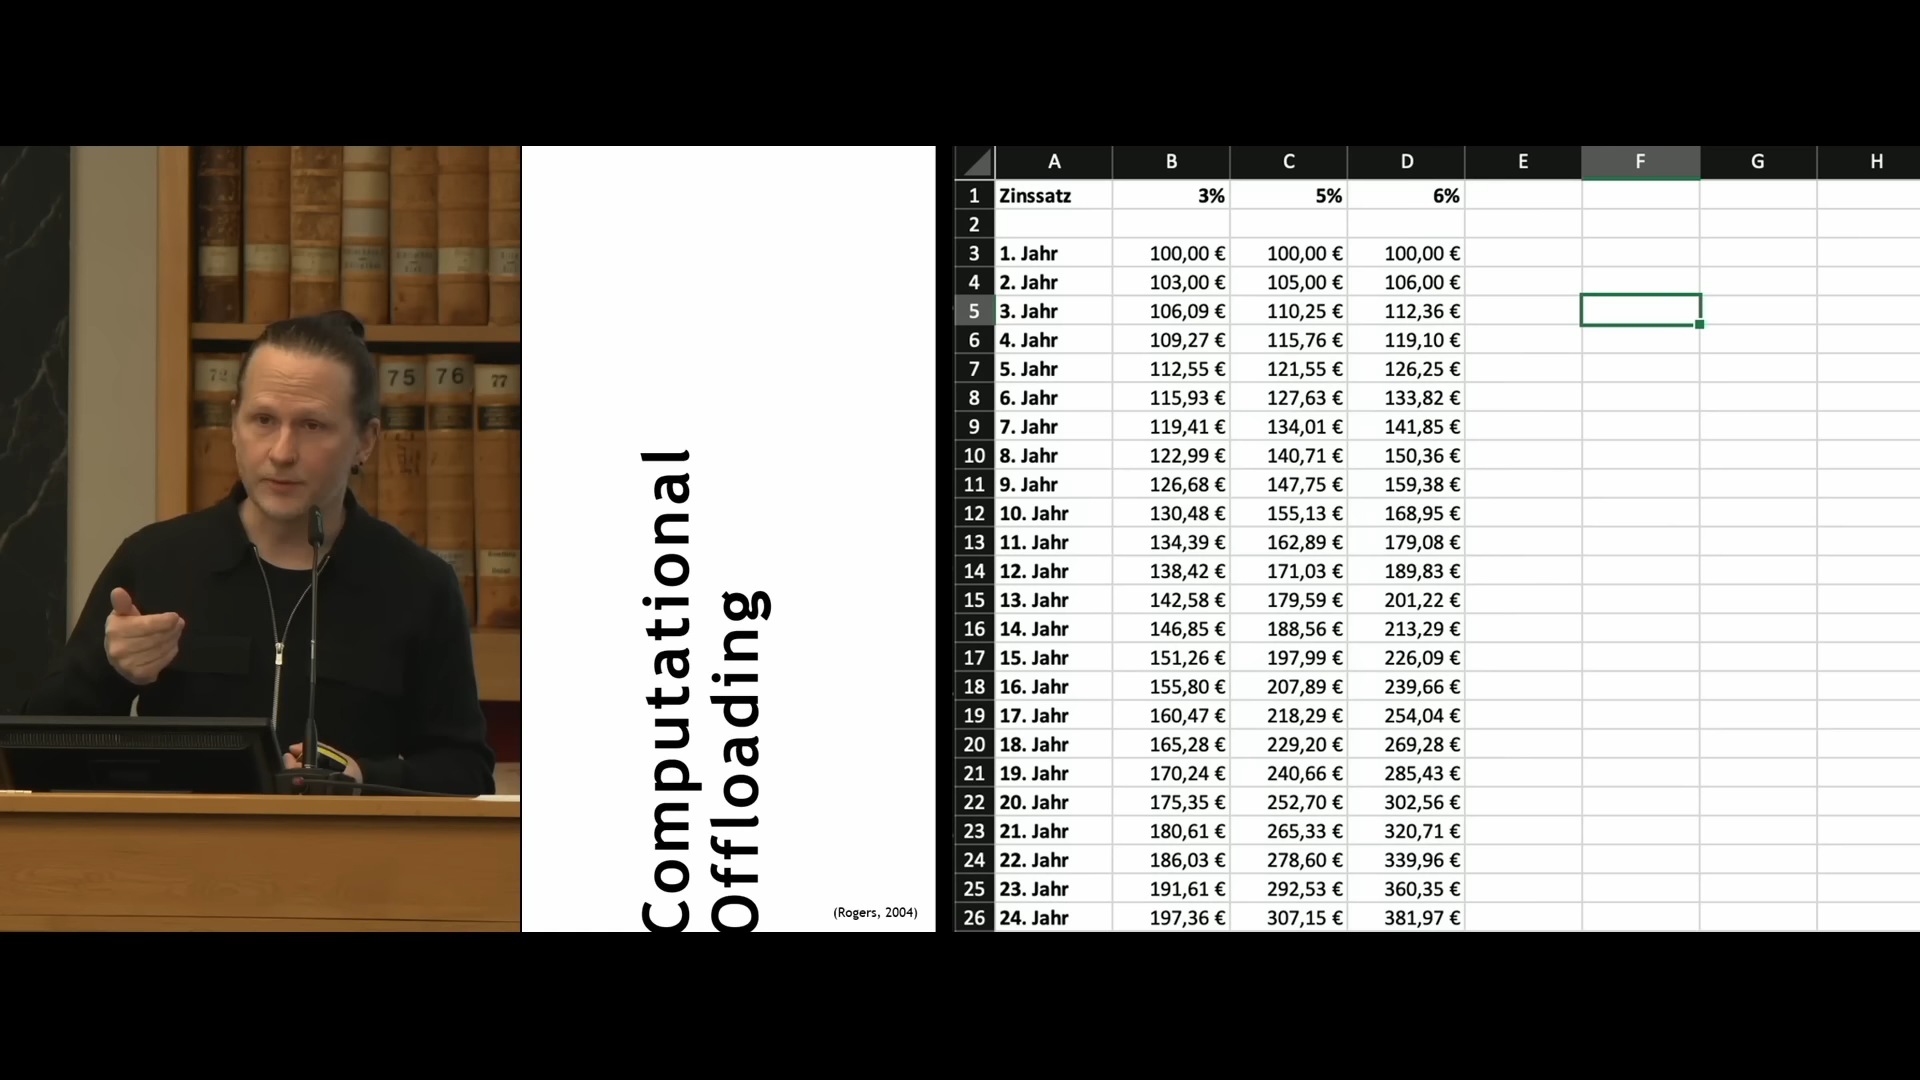 72
75
76
77
Computational
Offloading
(Rogers, 2004)
A B C D E F G H
1 Zinssatz 3% 5% 6%
2
3 1. Jahr 100,00 € 100,00 € 100,00 €
4 2. Jahr 103,00 € 105,00 € 106,00 €
5 3. Jahr 106,09 € 110,25 € 112,36 €
6 4. Jahr 109,27 € 115,76 € 119,10 €
7 5. Jahr 112,55 € 121,55 € 126,25 €
8 6. Jahr 115,93 € 127,63 € 133,82 €
9 7. Jahr 119,41 € 134,01 € 141,85 €
10 8. Jahr 122,99 € 140,71 € 150,36 €
11 9. Jahr 126,68 € 147,75 € 159,38 €
12 10. Jahr 130,48 € 155,13 € 168,95 €
13 11. Jahr 134,39 € 162,89 € 179,08 €
14 12. Jahr 138,42 € 171,03 € 189,83 €
15 13. Jahr 142,58 € 179,59 € 201,22 €
16 14. Jahr 146,85 € 188,56 € 213,29 €
17 15. Jahr 151,26 € 197,99 € 226,09 €
18 16. Jahr 155,80 € 207,89 € 239,66 €
19 17. Jahr 160,47 € 218,29 € 254,04 €
20 18. Jahr 165,28 € 229,20 € 269,28 €
21 19. Jahr 170,24 € 240,66 € 285,43 €
22 20. Jahr 175,35 € 252,70 € 302,56 €
23 21. Jahr 180,61 € 265,33 € 320,71 €
24 22. Jahr 186,03 € 278,60 € 339,96 €
25 23. Jahr 191,61 € 292,53 € 360,35 €
26 24. Jahr 197,36 € 307,15 € 381,97 €